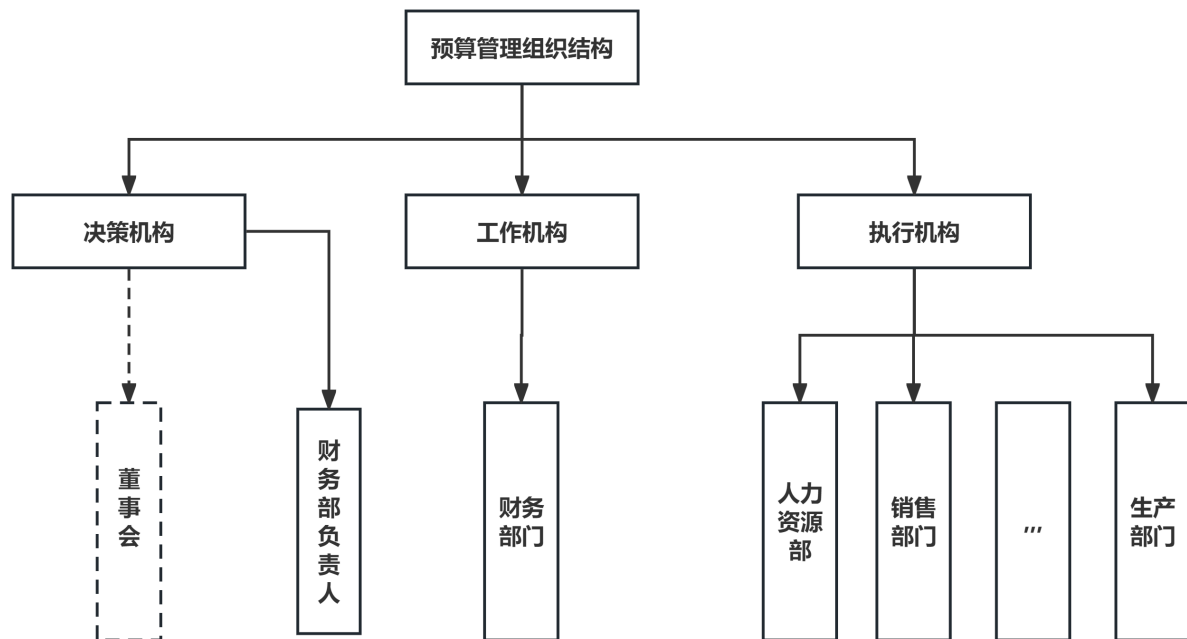 预算管理组织结构
决策机构
工作机构
执行机构
董
事
会
财
务
部
负
责
人
财务
部门
人力
资源
部
销售
部门
,,,
生产
部门